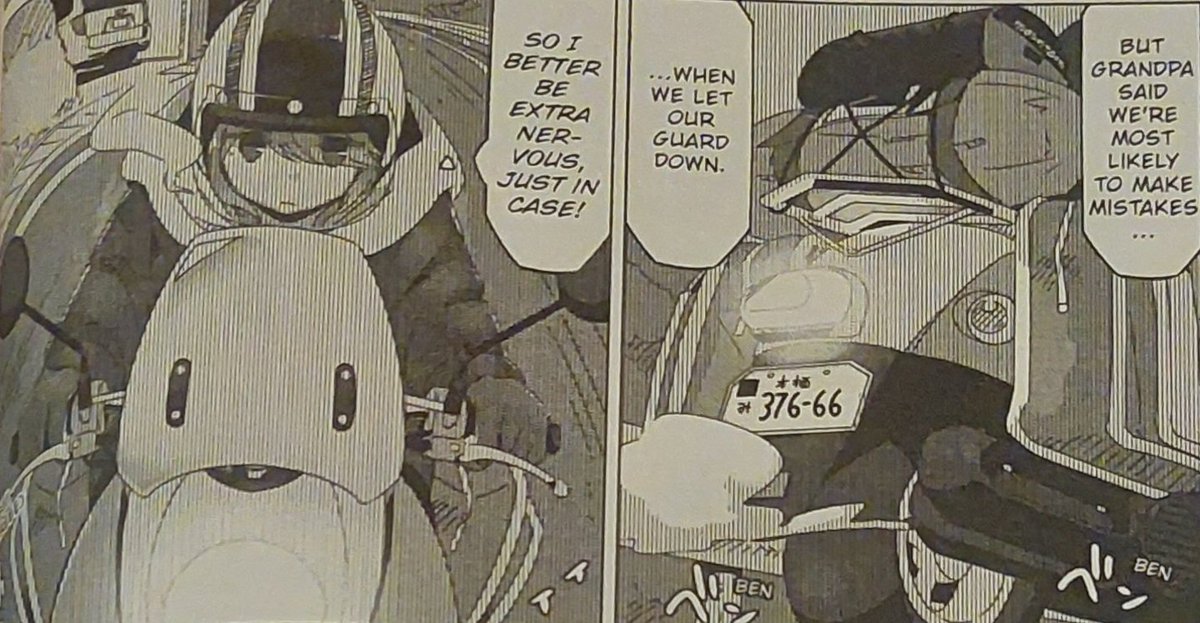 BUT
GRANDPA
SAID
WE'RE
MOST
LIKELY
TO MAKE
MISTAKES
...
...WHEN
WE LET
OUR
GUARD
DOWN.
376-66
ベン
BEN
ベン
BEN
SO I
BETTER
BE
EXTRA
NER-
VOUS,
JUST IN
CASE!